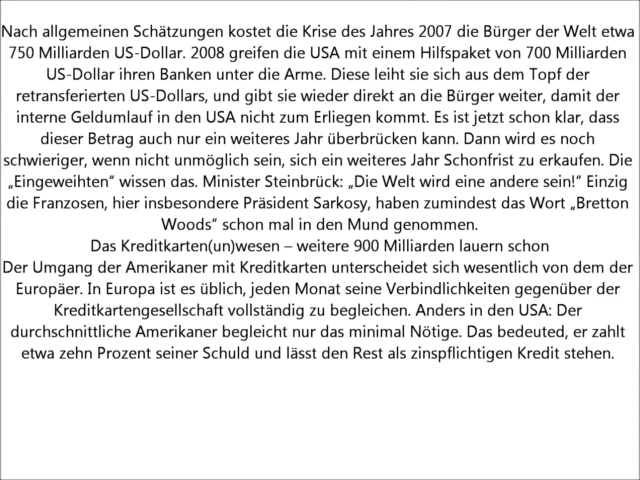 Nach allgemeinen Schätzungen kostet die Krise des Jahres 2007 die Bürger der Welt etwa
750 Milliarden US-Dollar. 2008 greifen die USA mit einem Hilfspaket von 700 Milliarden
US-Dollar ihren Banken unter die Arme. Diese leiht sie sich aus dem Topf der
retransferierten US-Dollars, und gibt sie wieder direkt an die Bürger weiter, damit der
interne Geldumlauf in den USA nicht zum Erliegen kommt. Es ist jetzt schon klar, dass
dieser Betrag auch nur ein weiteres Jahr überbrücken kann. Dann wird es noch
schwieriger, wenn nicht unmöglich sein, sich ein weiteres Jahr Schonfrist zu erkaufen. Die
„Eingeweihten“ wissen das. Minister Steinbrück: „Die Welt wird eine andere sein!“ Einzig
die Franzosen, hier insbesondere Präsident Sarkosy, haben zumindest das Wort „Bretton
Woods“ schon mal in den Mund genommen.
Das Kreditkarten(un)wesen – weitere 900 Milliarden lauern schon
Der Umgang der Amerikaner mit Kreditkarten unterscheidet sich wesentlich von dem der
Europäer. In Europa ist es üblich, jeden Monat seine Verbindlichkeiten gegenüber der
Kreditkartengesellschaft vollständig zu begleichen. Anders in den USA: Der
durchschnittliche Amerikaner begleicht nur das minimal Nötige. Das bedeuted, er zahlt
etwa zehn Prozent seiner Schuld und lässt den Rest als zinspflichtigen Kredit stehen.